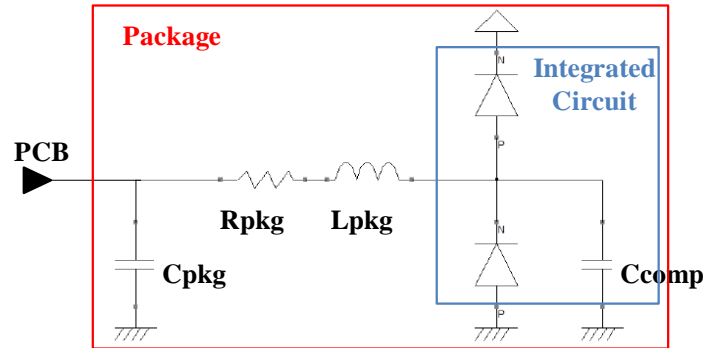 Package
N
Integrated
Circuit
P
PCB
Rpkg
Lpkg
N
Cpkg
Ccomp
P